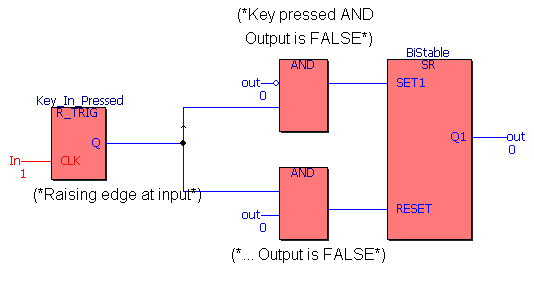 (*Key pressed AND
Output is FALSE*)
BiStable
AND
SR
out
0
SET1
Key_In_Pressed
R_TRIG
Q
Q1
out
0
In
1
CLK
AND
(*Raising edge at input*)
out
0
RESET
(*... Output is FALSE*)